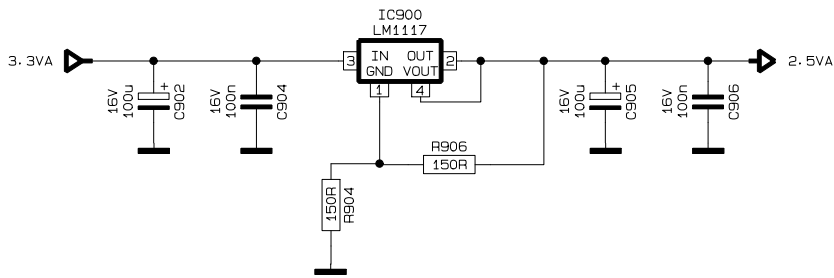 IC900
LM1117
3.3VA
3
IN
OUT
2
GND
VOUT
1
4
2.5VA
16V
100u
+
C902
16V
100n
C904
16V
100u
+
C905
16V
100n
C906
R906
150R
150R
R904